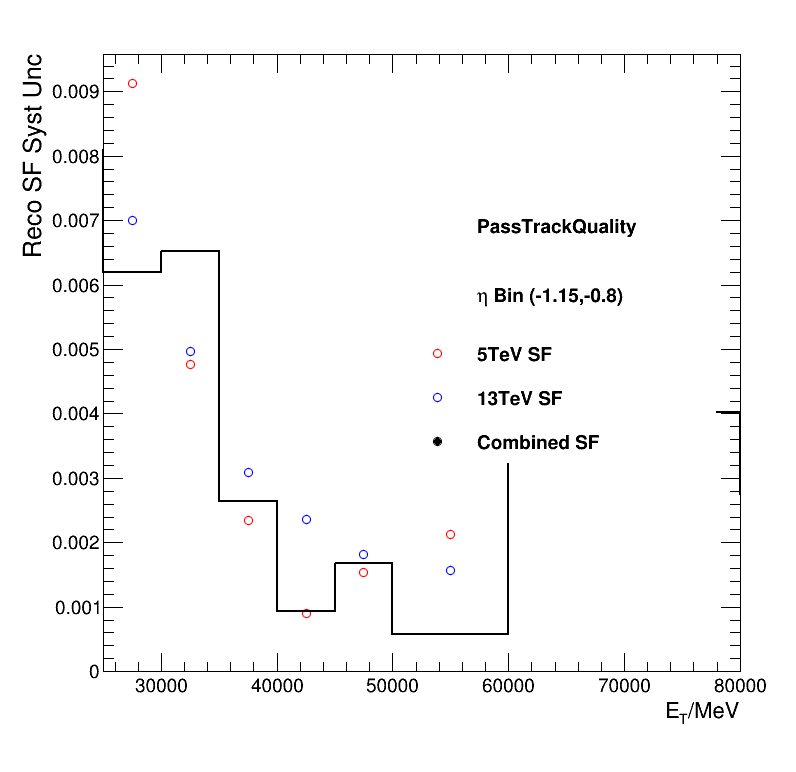 Reco SF Syst Unc
0.009
0.008
0.007
0.006
0.005
0.004
0.003
0.002
0.001
0
PassTrackQuality
η Bin (-1.15,-0.8)
5TeV SF
13TeV SF
Combined SF
30000 40000 50000 60000 70000 80000
E_T/MeV